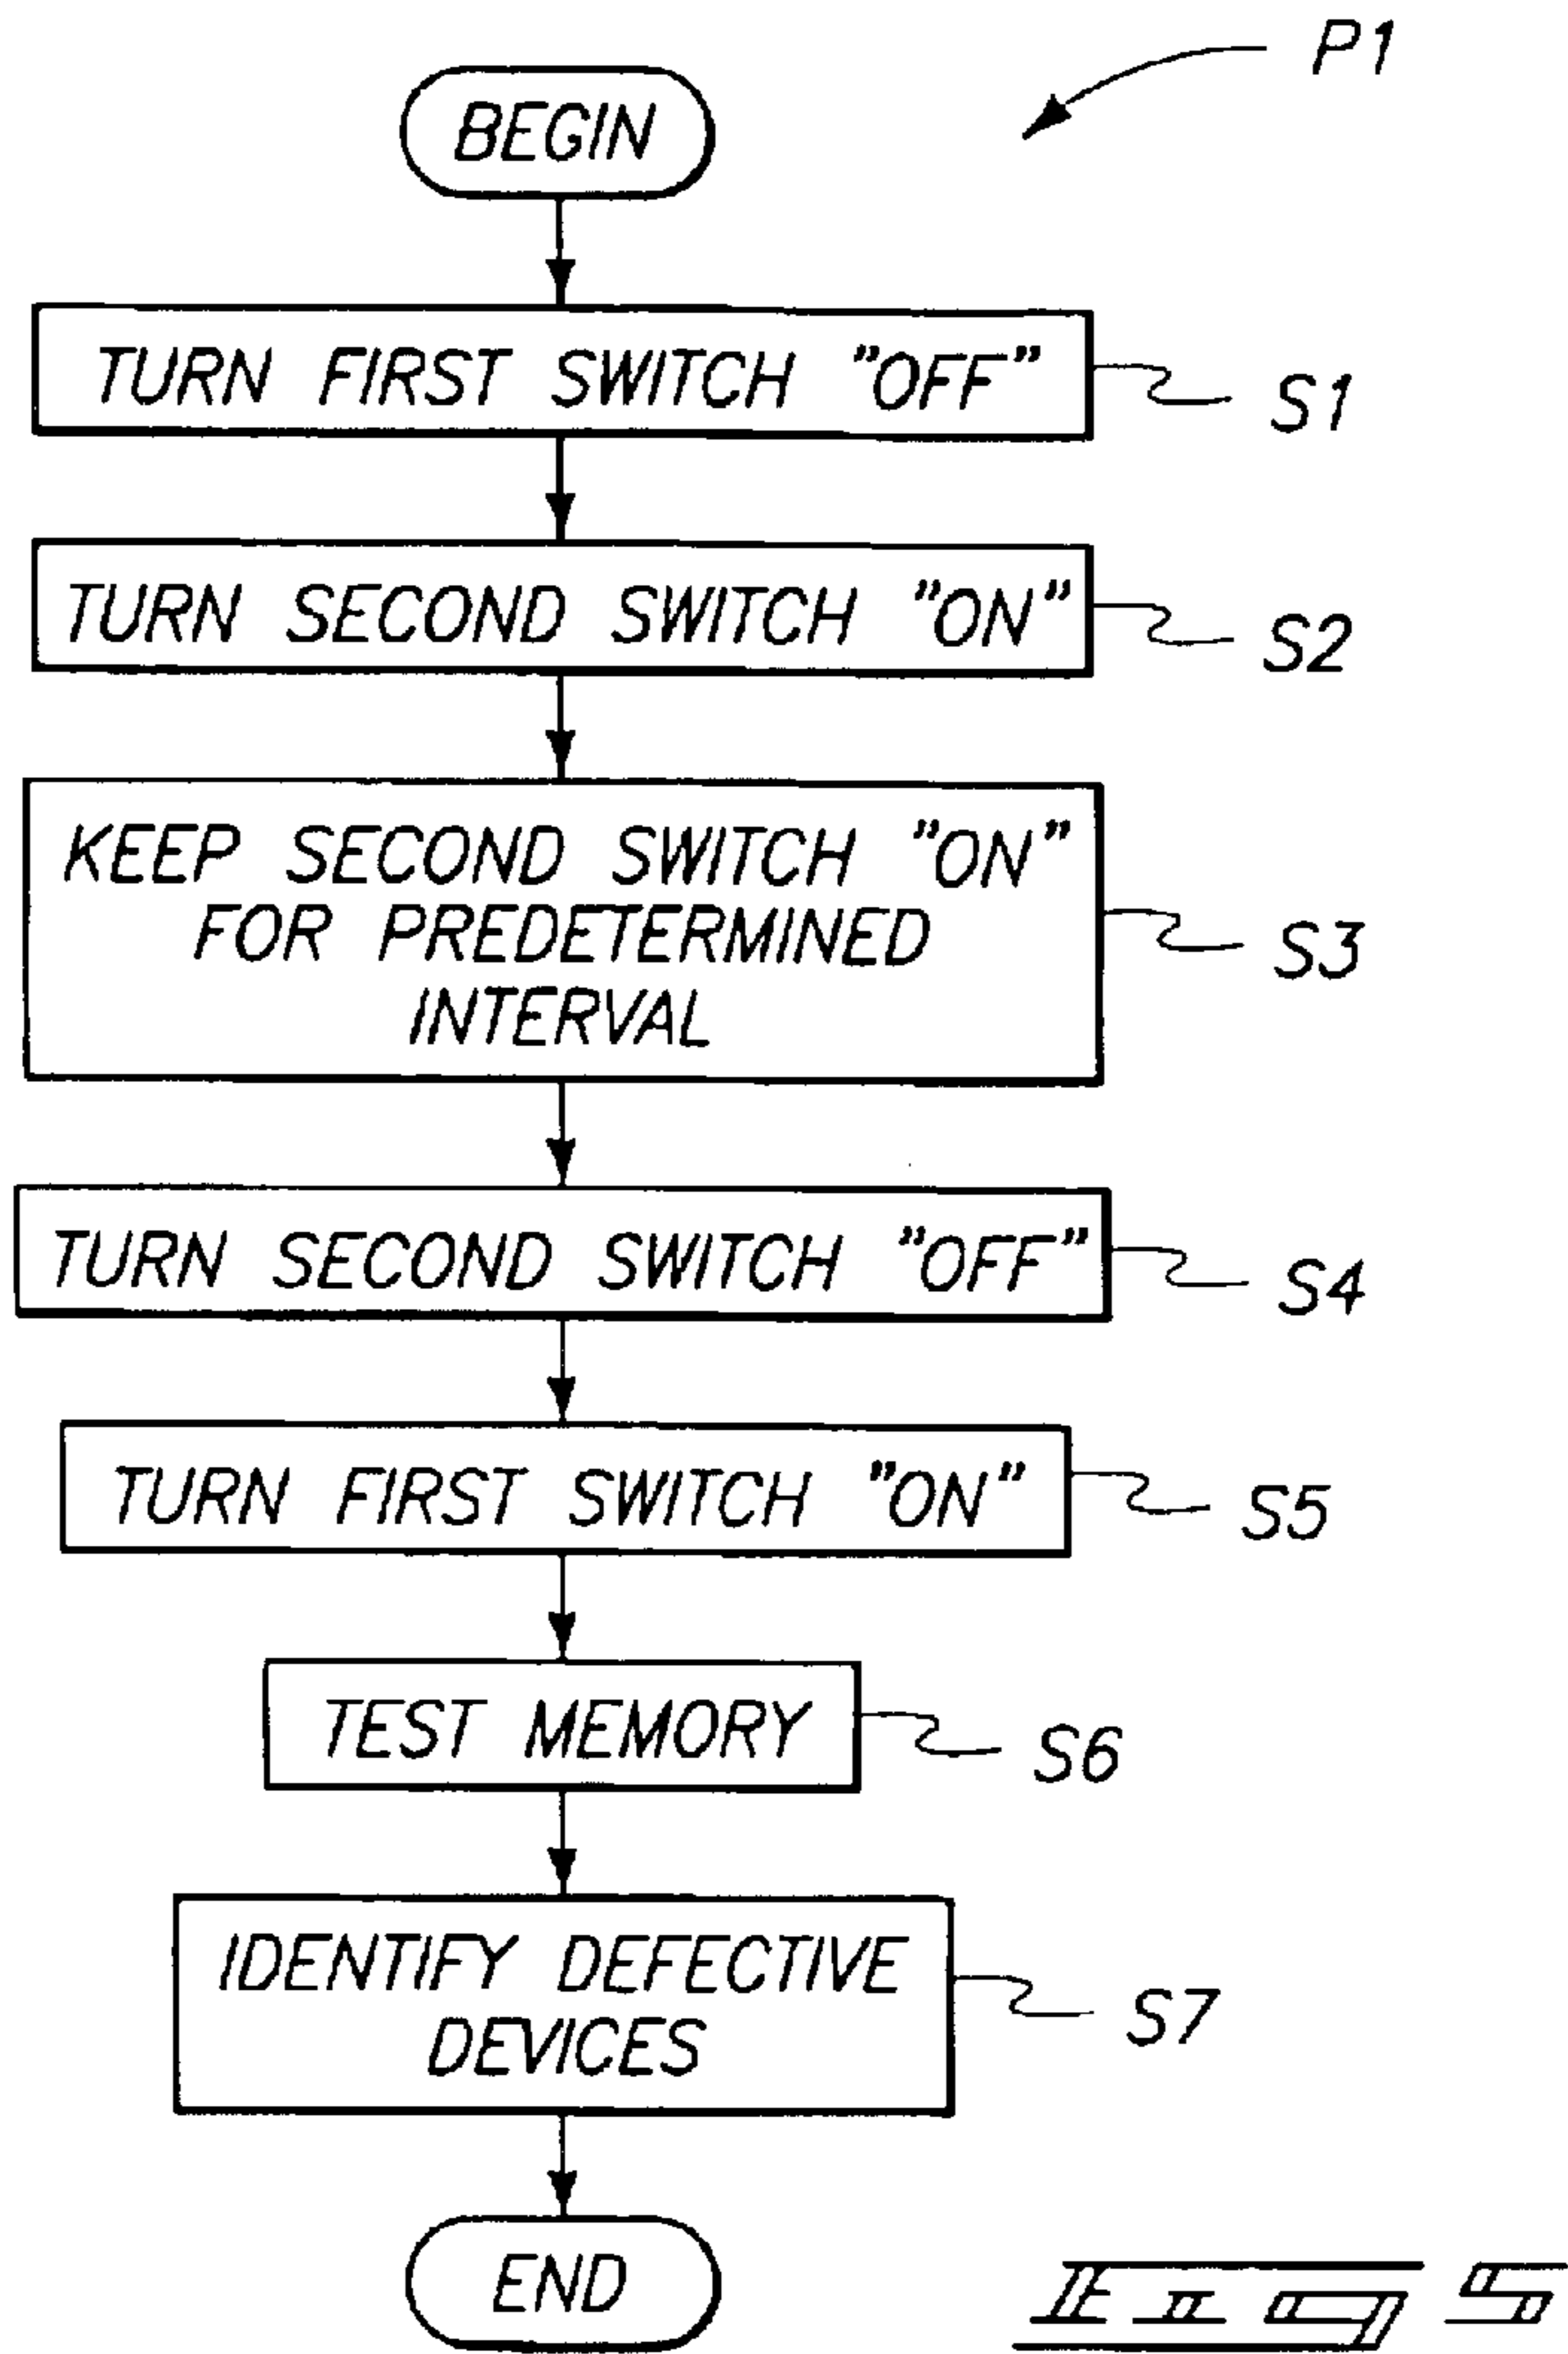 P1
BEGIN
TURN FIRST SWITCH "OFF"
S1
TURN SECOND SWITCH "ON"
S2
KEEP SECOND SWITCH "ON"
FOR PREDETERMINED
INTERVAL
S3
TURN SECOND SWITCH "OFF"
S4
TURN FIRST SWITCH "ON"
S5
TEST MEMORY
S6
IDENTIFY DEFECTIVE
DEVICES
S7
END
Fig 5